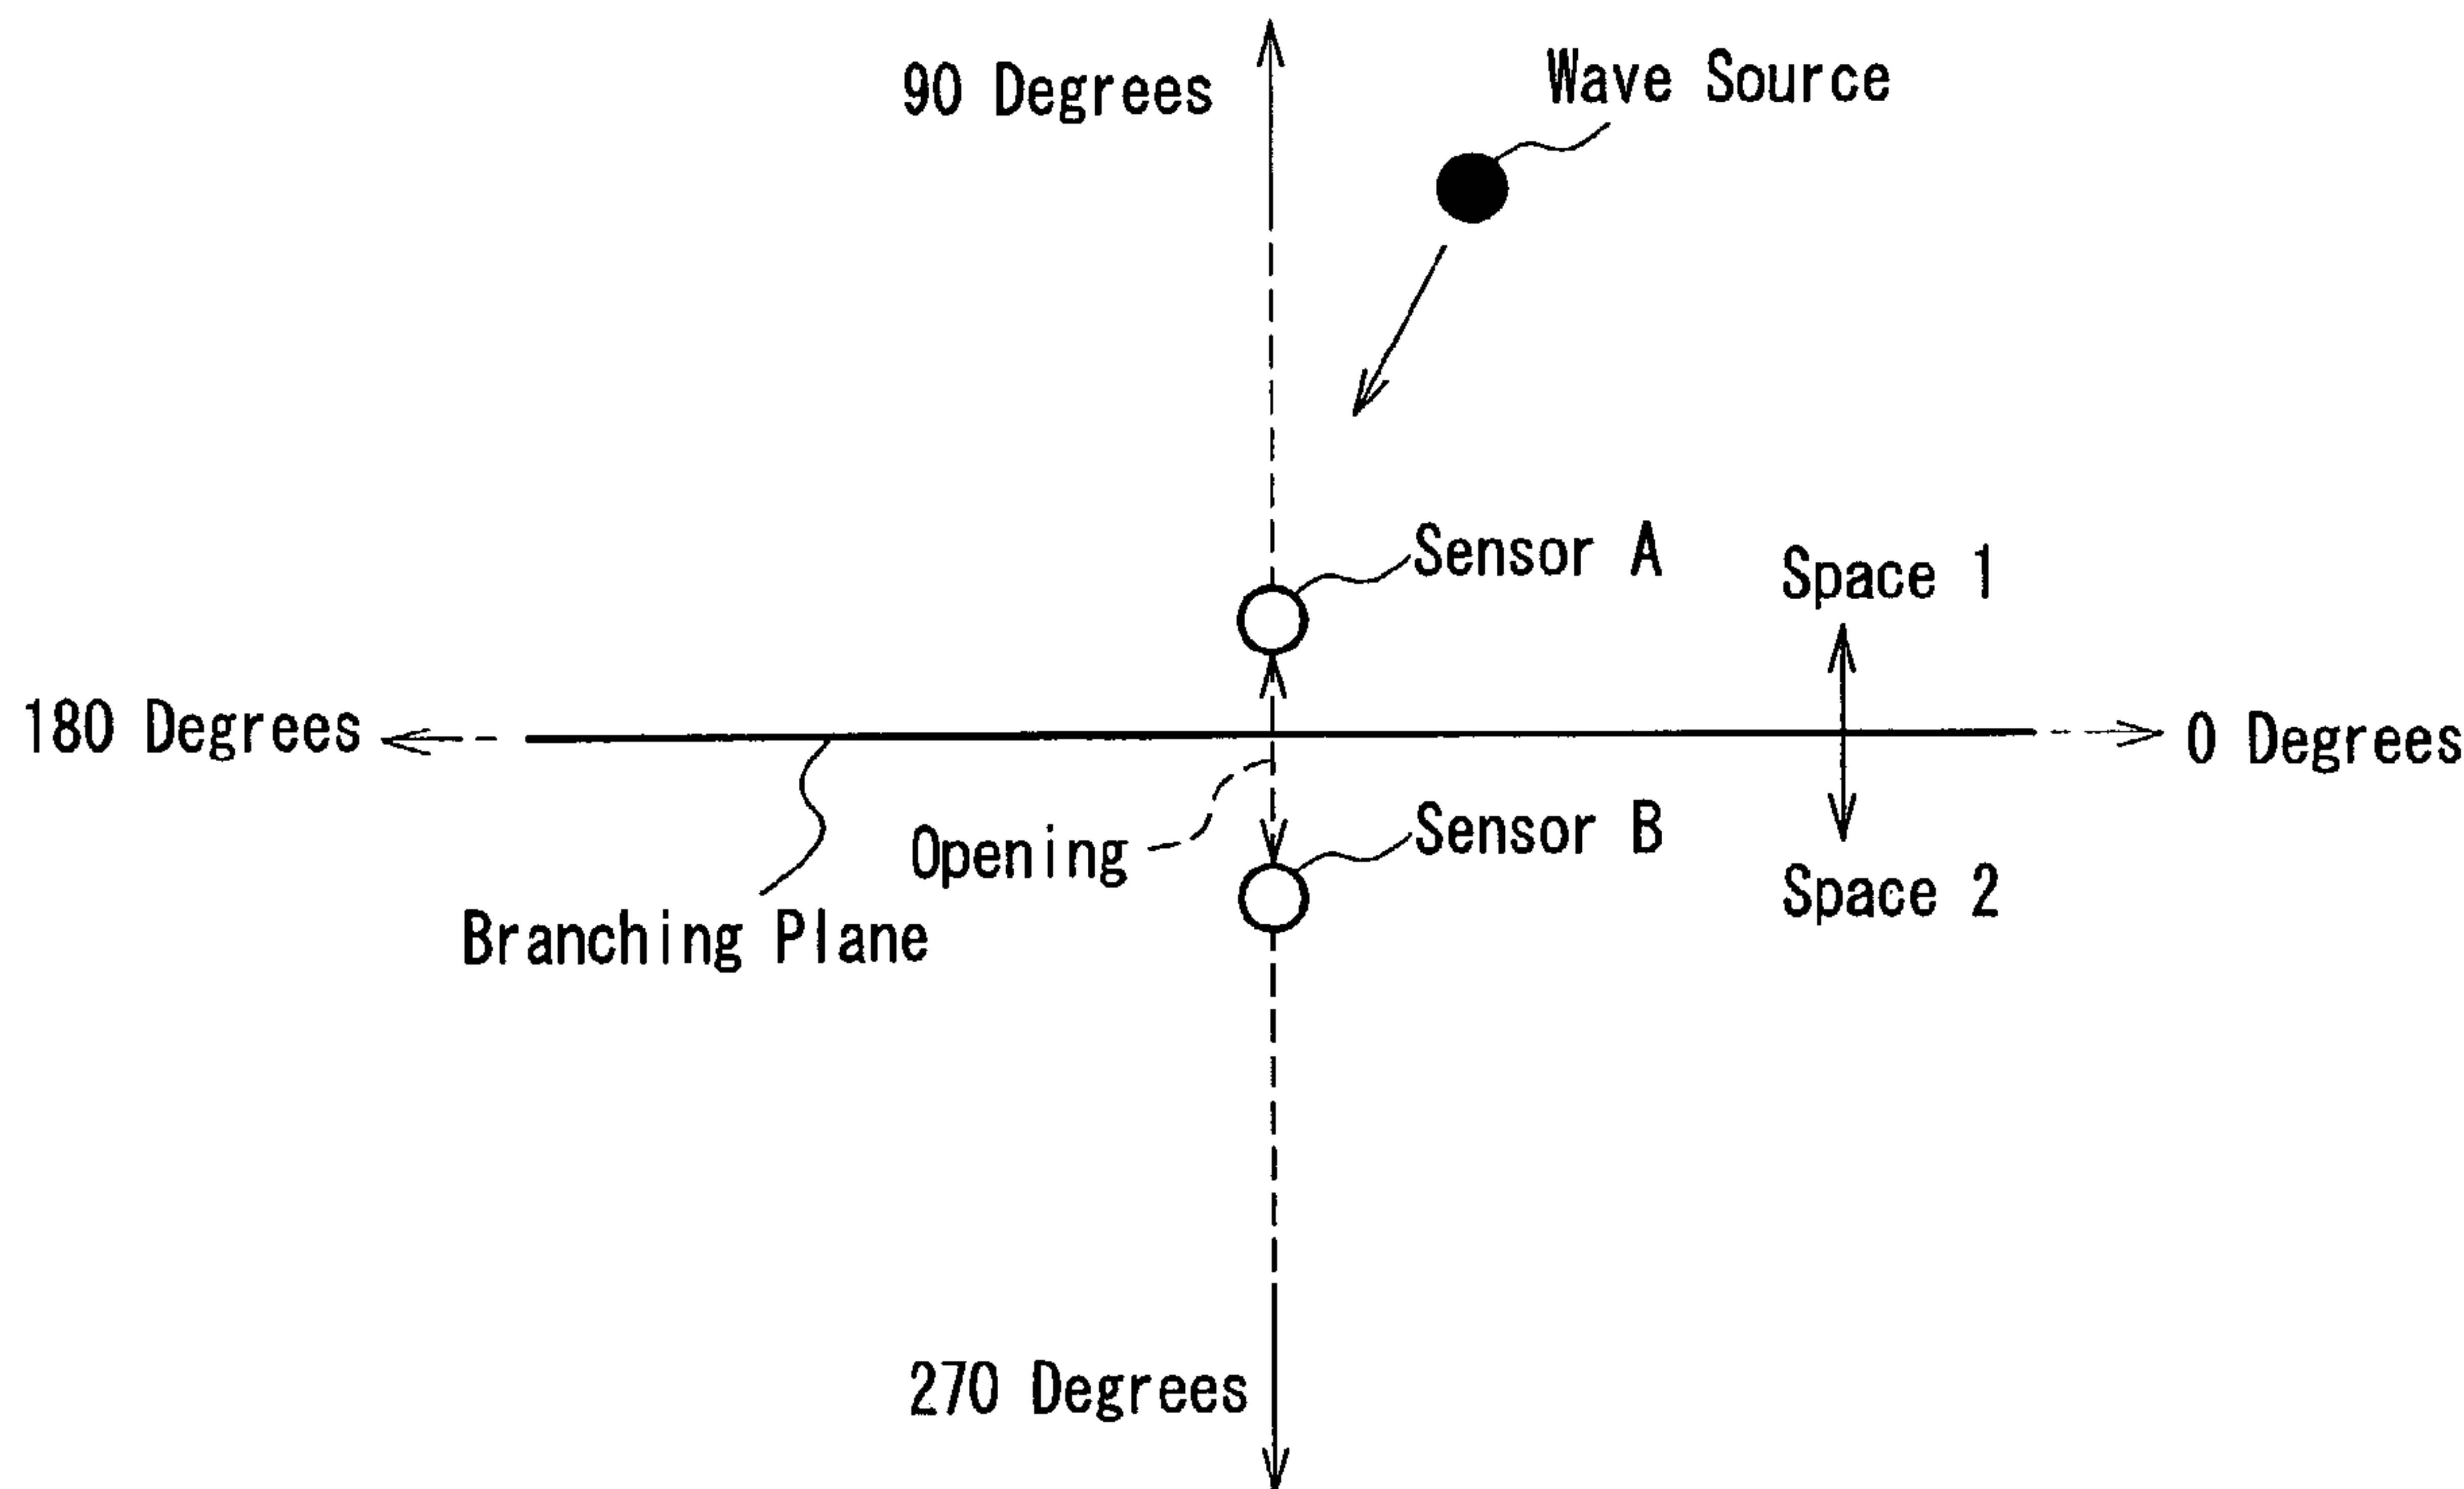 90 Degrees
Wave Source
Sensor A
Space 1
180 Degrees
0 Degrees
Opening
Sensor B
Space 2
Branching Plane
270 Degrees